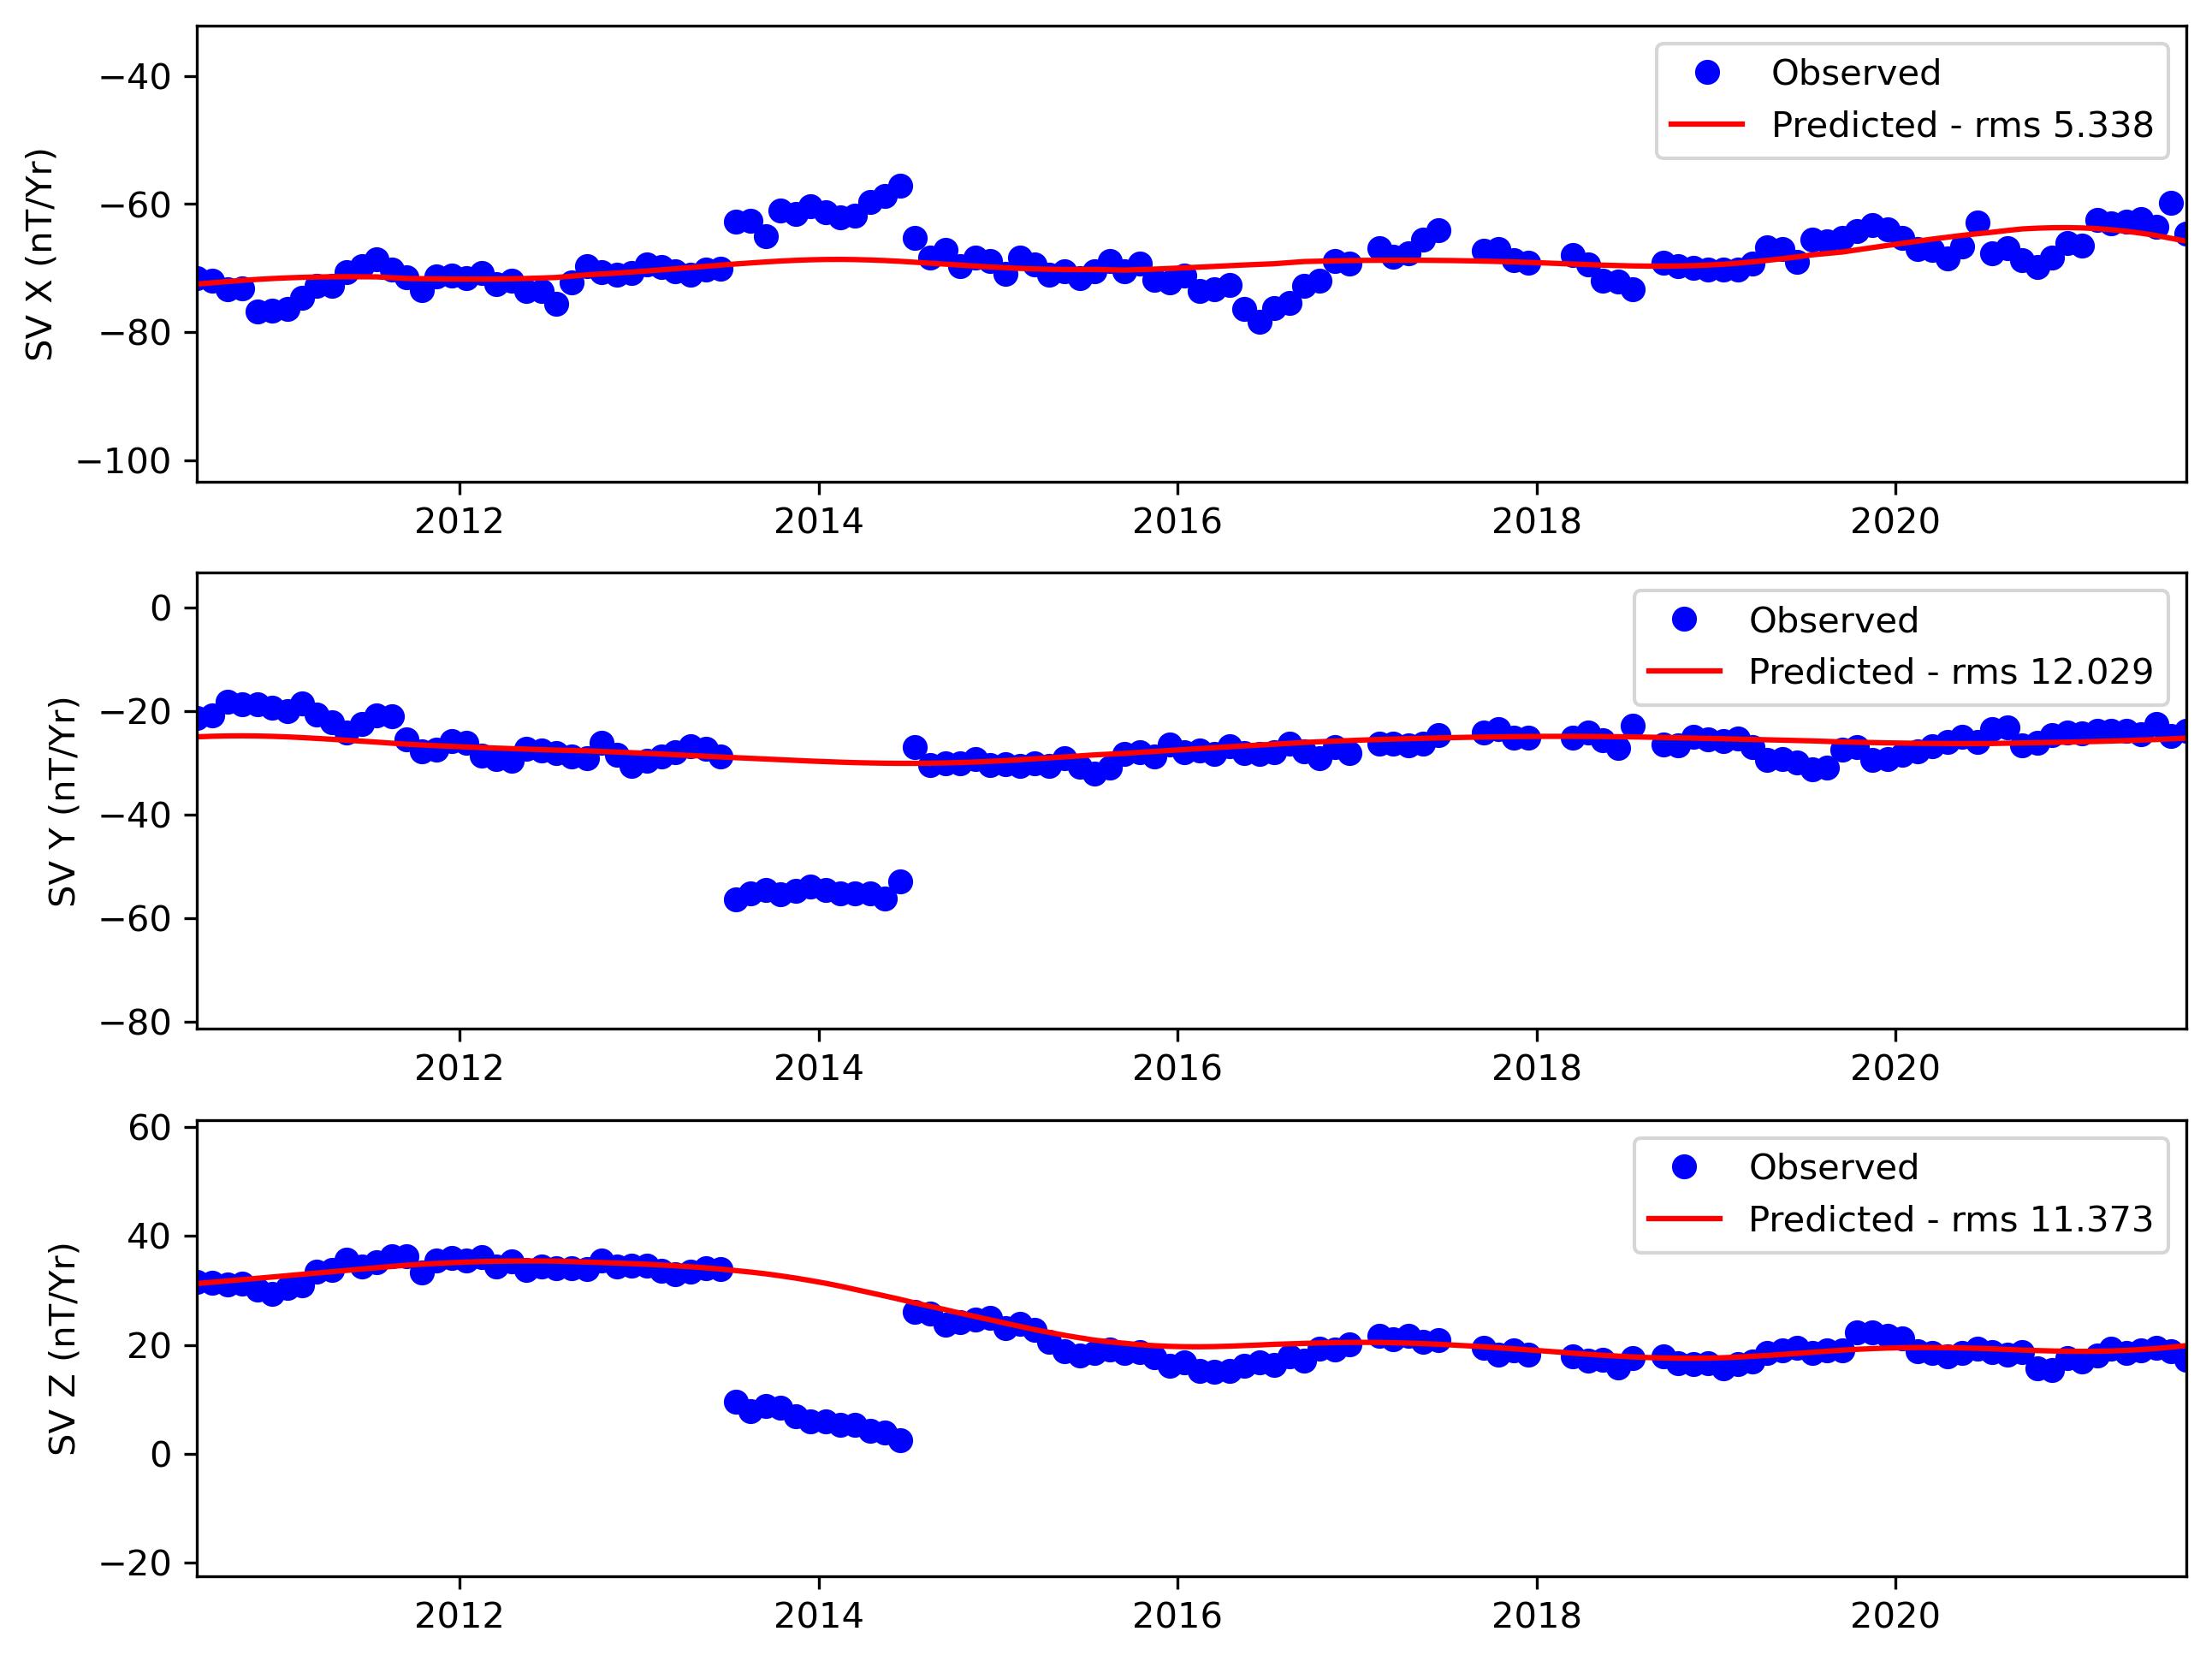 −40
−60
−80
−100
SV X (nT/Yr)
Observed
Predicted - rms 5.338
2012 2014 2016 2018 2020
0
−20
−40
−60
−80
SV Y (nT/Yr)
Observed
Predicted - rms 12.029
2012 2014 2016 2018 2020
60
40
20
0
−20
SV Z (nT/Yr)
Observed
Predicted - rms 11.373
2012 2014 2016 2018 2020